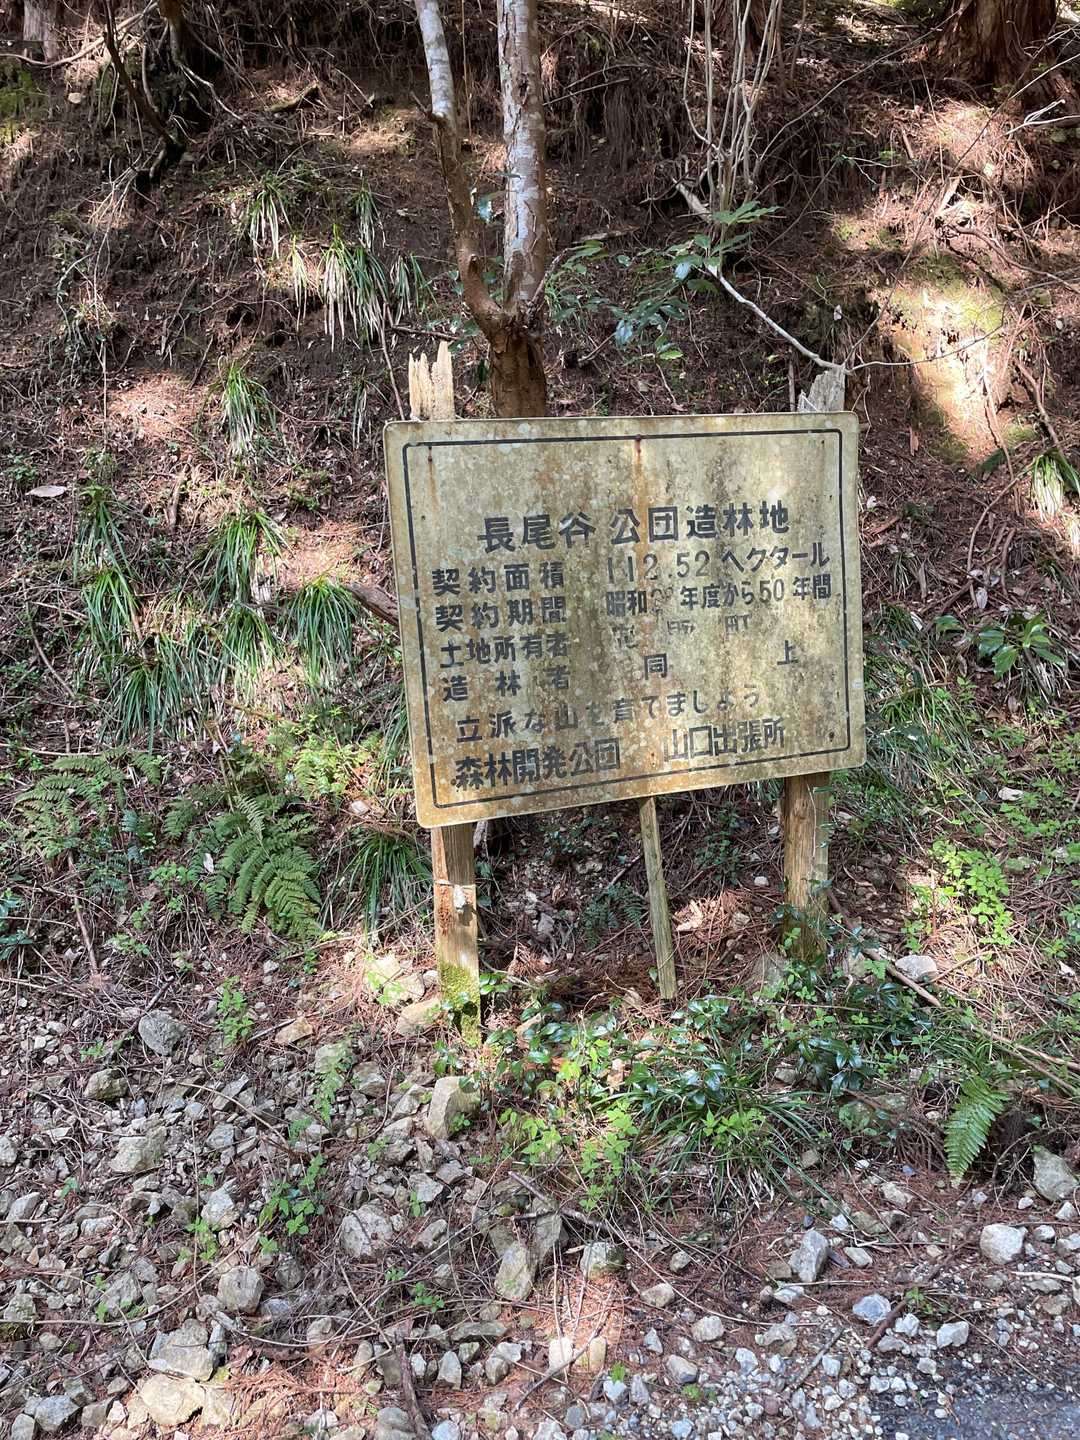 長尾谷 公団造林地
契約面積 112.52ヘクタール
契約期間 昭和 年度から50年間
土地所有者 町
造林者 同 上
立派な山を育てましょう
森林開発公団 山口出張所